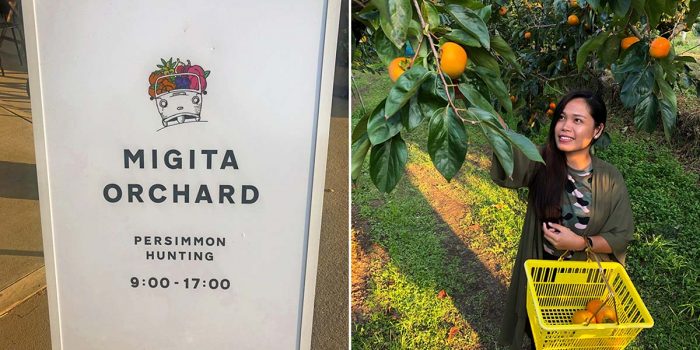 MIGITA
ORCHARD
PERSIMMON
HUNTING
9:00 - 17:00